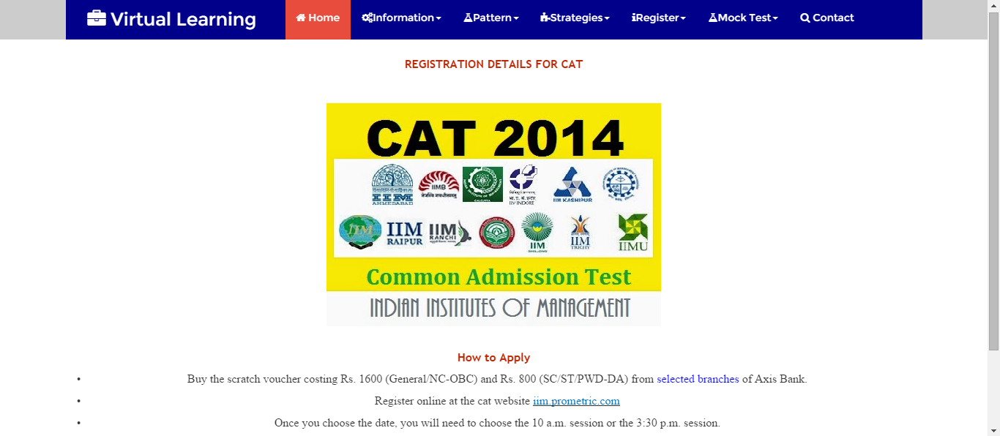 Virtual Learning
Home Information Pattern Strategies Register Mock Test Contact
REGISTRATION DETAILS FOR CAT
CAT 2014
IIM AHMEDABAD IIMB CALCUTTA IIM INDORE IIM KASHIPUR
IIM IIM RAIPUR IIM RANCHI IIM SHILLONG IIM TRICHY IIMU
Common Admission Test
INDIAN INSTITUTES OF MANAGEMENT
How to Apply
• Buy the scratch voucher costing Rs. 1600 (General/NC-OBC) and Rs. 800 (SC/ST/PWD-DA) from selected branches of Axis Bank.
• Register online at the cat website iim.prometric.com
• Once you choose the date, you will need to choose the 10 a.m. session or the 3:30 p.m. session.